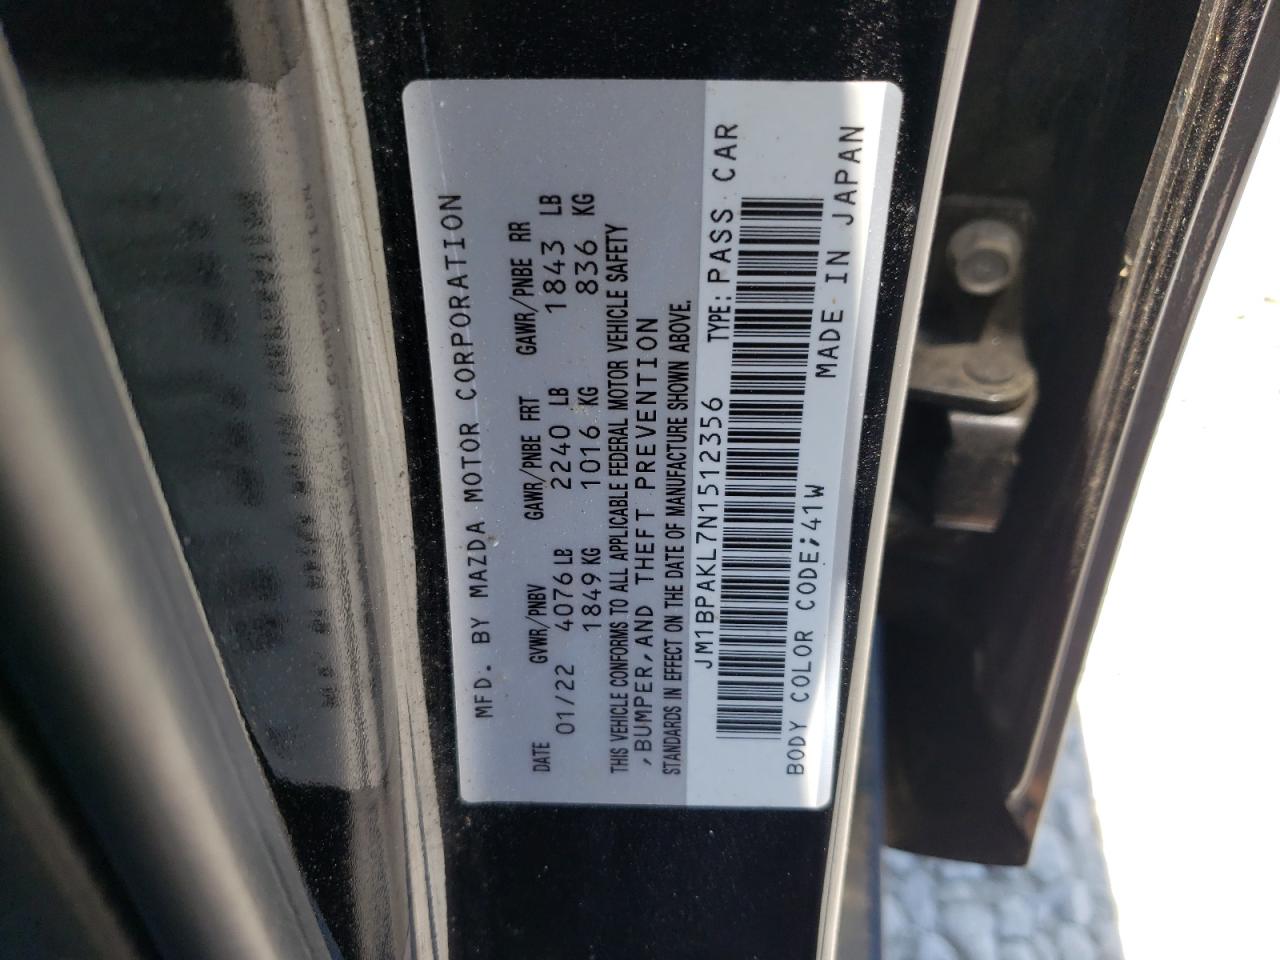 MFD. BY MAZDA MOTOR CORPORATION
DATE GVWR/PNBV GAWR/PNBE FRT GAWR/PNBE RR
01/22 4076 LB 2240 LB 1843 LB
1849 KG 1016 KG 836 KG
THIS VEHICLE CONFORMS TO ALL APPLICABLE FEDERAL MOTOR VEHICLE SAFETY
,BUMPER,AND THEFT PREVENTION
STANDARDS IN EFFECT ON THE DATE OF MANUFACTURE SHOWN ABOVE.
JM1BPAKL7N1512356 TYPE: PASS CAR
BODY COLOR CODE;41W MADE IN JAPAN